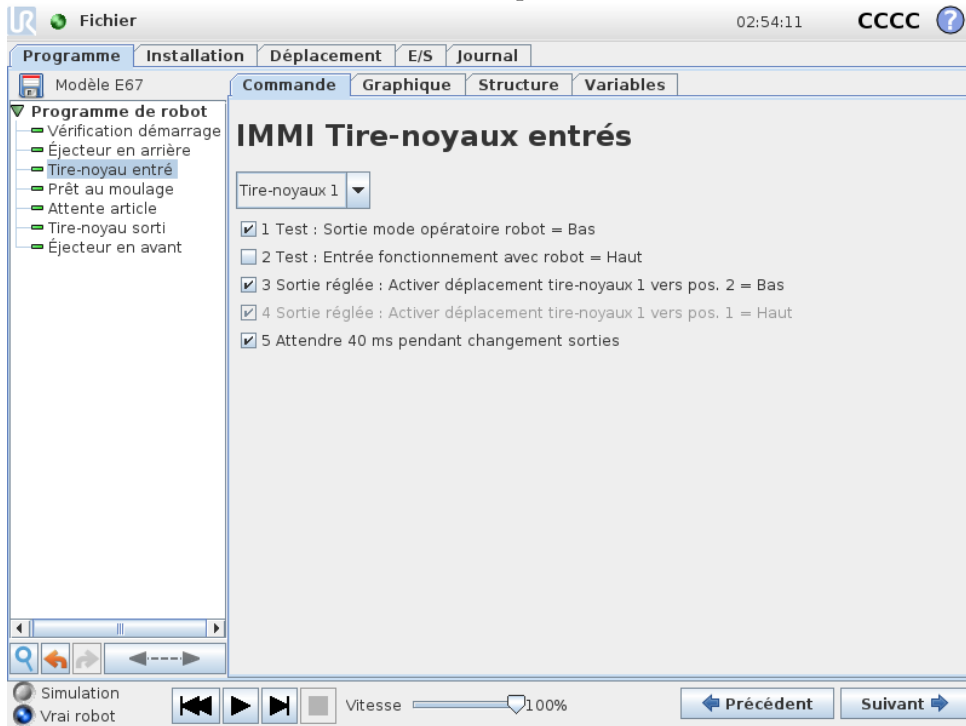 UR Fichier 02:54:11 CCCC ?
Programme Installation Déplacement E/S Journal
Modèle E67
Commande Graphique Structure Variables
Programme de robot
Vérification démarrage
Éjecteur en arrière
Tire-noyau entré
Prêt au moulage
Attente article
Tire-noyau sorti
Éjecteur en avant
IMMI Tire-noyaux entrés
Tire-noyaux 1
1 Test : Sortie mode opératoire robot = Bas
2 Test : Entrée fonctionnement avec robot = Haut
3 Sortie réglée : Activer déplacement tire-noyaux 1 vers pos. 2 = Bas
4 Sortie réglée : Activer déplacement tire-noyaux 1 vers pos. 1 = Haut
5 Attendre 40 ms pendant changement sorties
Simulation
Vrai robot
Vitesse 100%
Précédent Suivant